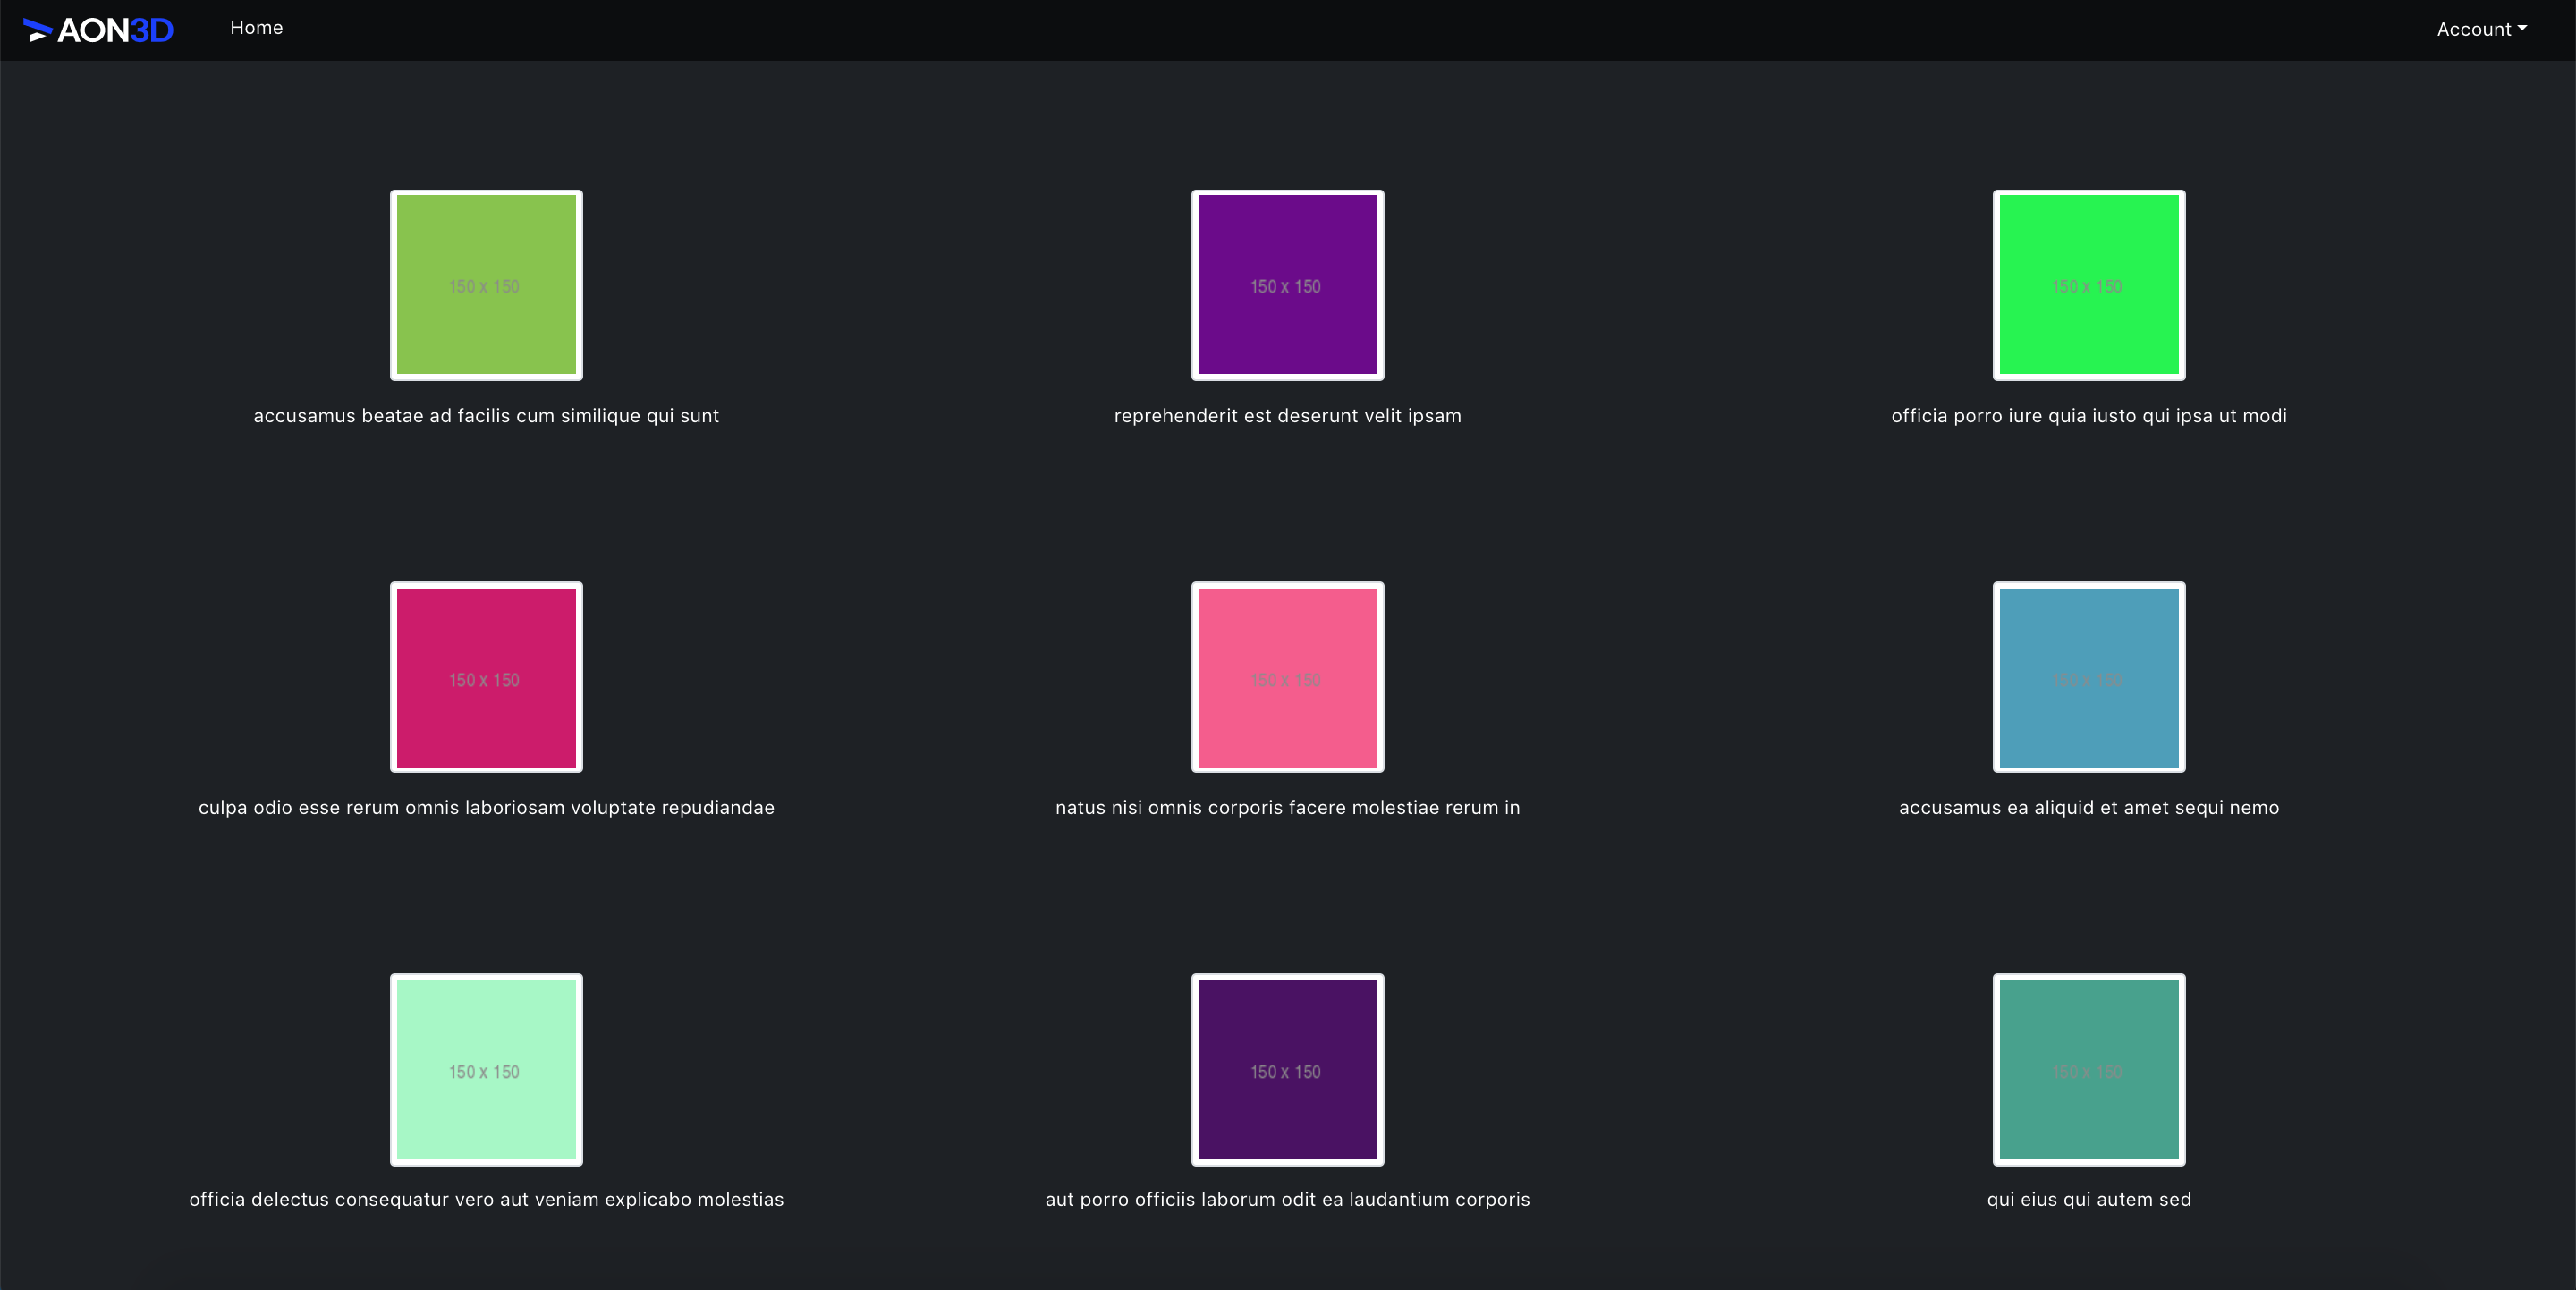 AON3D Home Account
150 x 150 150 x 150 150 x 150
accusamus beatae ad facilis cum similique qui sunt reprehenderit est deserunt velit ipsam officia porro iure quia iusto qui ipsa ut modi
150 x 150 150 x 150 150 x 150
culpa odio esse rerum omnis laboriosam voluptate repudiandae natus nisi omnis corporis facere molestiae rerum in accusamus ea aliquid et amet sequi nemo
150 x 150 150 x 150 150 x 150
officia delectus consequatur vero aut veniam explicabo molestias aut porro officiis laborum odit ea laudantium corporis qui eius qui autem sed